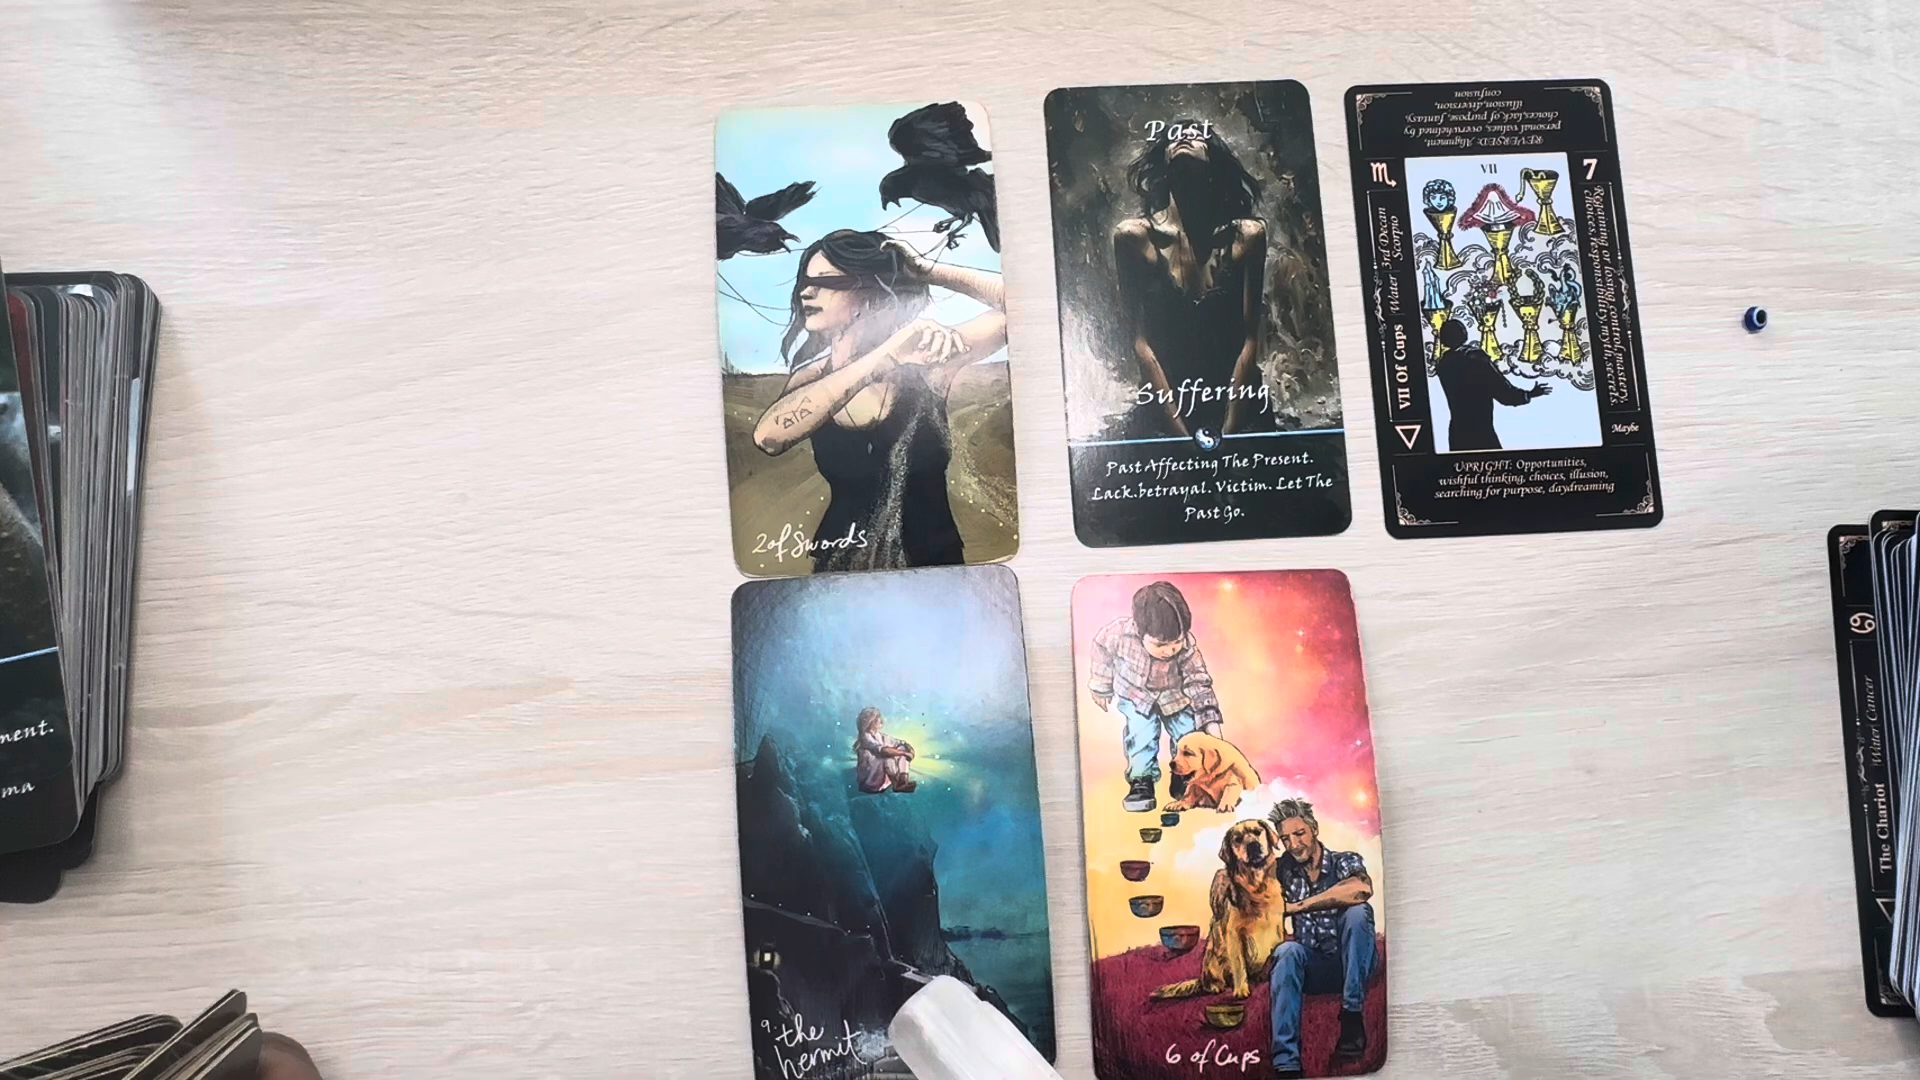 2 of Swords
Past
Suffering
Past Affecting The Present.
Lack.betrayal. Victim. Let The
Past Go.
REVERSED: Alignment,
personal values, overwhelmed by
choices, lack of purpose, fantasy,
illusion, diversion,
confusion
♏
7
VII
3rd Decan
Scorpio
Water
VII Of Cups
Regaining or losing control, mastery,
choices, responsibility, myth, secrets
Maybe
UPRIGHT: Opportunities,
wishful thinking, choices, illusion,
searching for purpose, daydreaming
9.
the
hermit
6 of Cups
ment.
ma
♋
Water Cancer
The Chariot